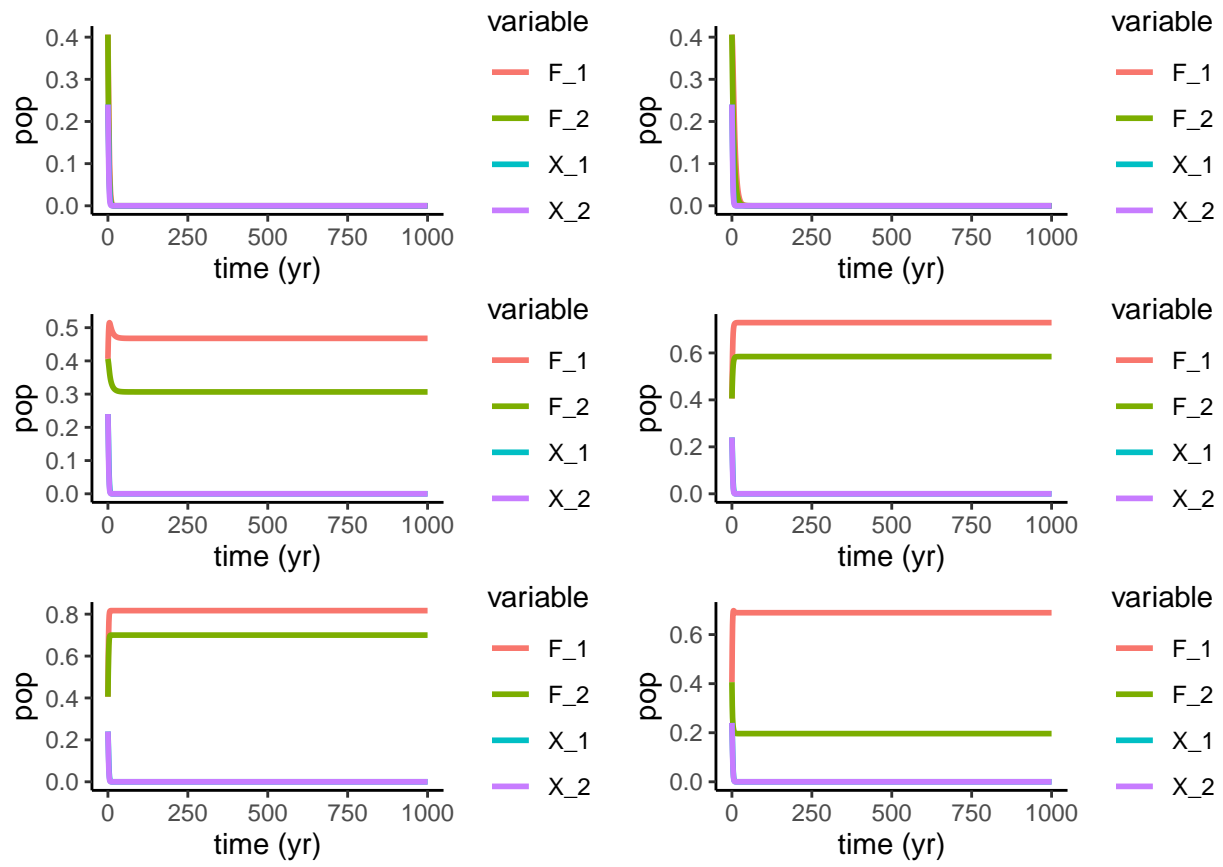 variable
F_1
F_2
X_1
X_2
pop
0.4
0.3
0.2
0.1
0.0
0 250 500 750 1000
time (yr)
variable
F_1
F_2
X_1
X_2
pop
0.4
0.3
0.2
0.1
0.0
0 250 500 750 1000
time (yr)
variable
F_1
F_2
X_1
X_2
pop
0.5
0.4
0.3
0.2
0.1
0.0
0 250 500 750 1000
time (yr)
variable
F_1
F_2
X_1
X_2
pop
0.6
0.4
0.2
0.0
0 250 500 750 1000
time (yr)
variable
F_1
F_2
X_1
X_2
pop
0.8
0.6
0.4
0.2
0.0
0 250 500 750 1000
time (yr)
variable
F_1
F_2
X_1
X_2
pop
0.6
0.4
0.2
0.0
0 250 500 750 1000
time (yr)